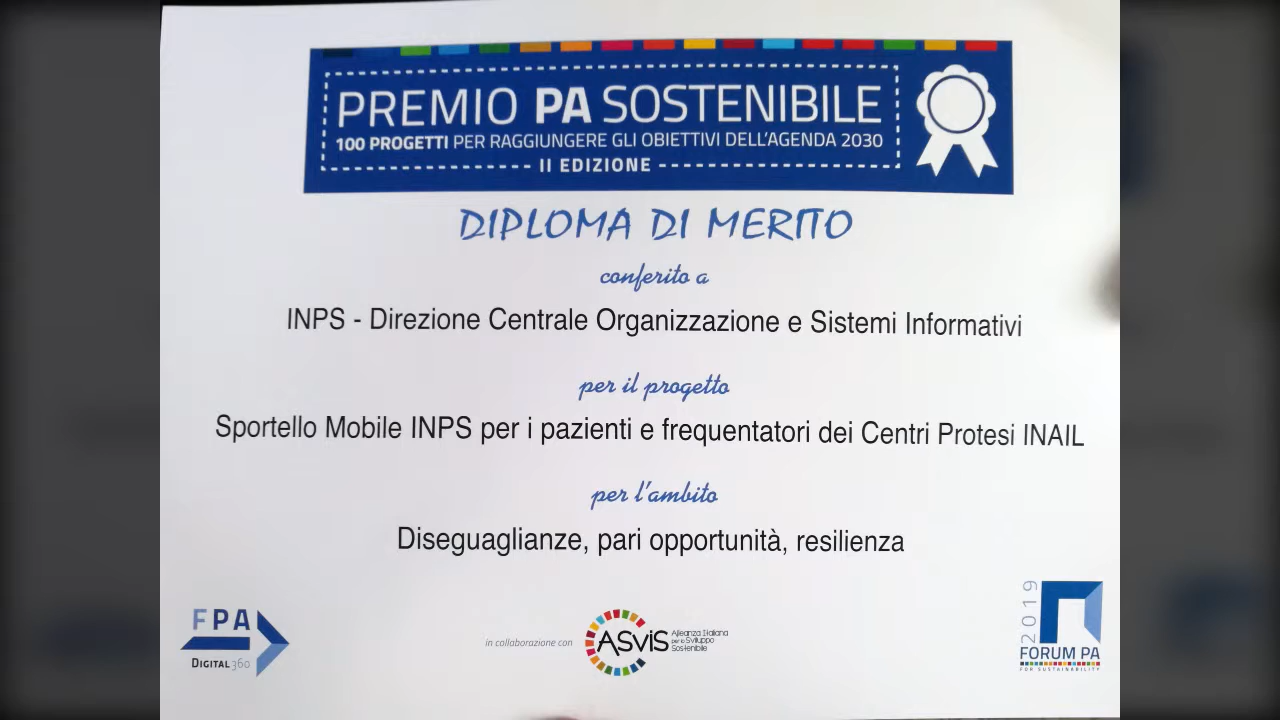 PREMIO PA SOSTENIBILE
100 PROGETTI PER RAGGIUNGERE GLI OBIETTIVI DELL'AGENDA 2030
II EDIZIONE
DIPLOMA DI MERITO
conferito a
INPS - Direzione Centrale Organizzazione e Sistemi Informativi
per il progetto
Sportello Mobile INPS per i pazienti e frequentatori dei Centri Protesi INAIL
per l'ambito
Diseguaglianze, pari opportunità, resilienza
FPA
DIGITAL360
in collaborazione con
ASviS
Alleanza Italiana
per lo Sviluppo
Sostenibile
2019
FORUM PA
FOR SUSTAINABILITY